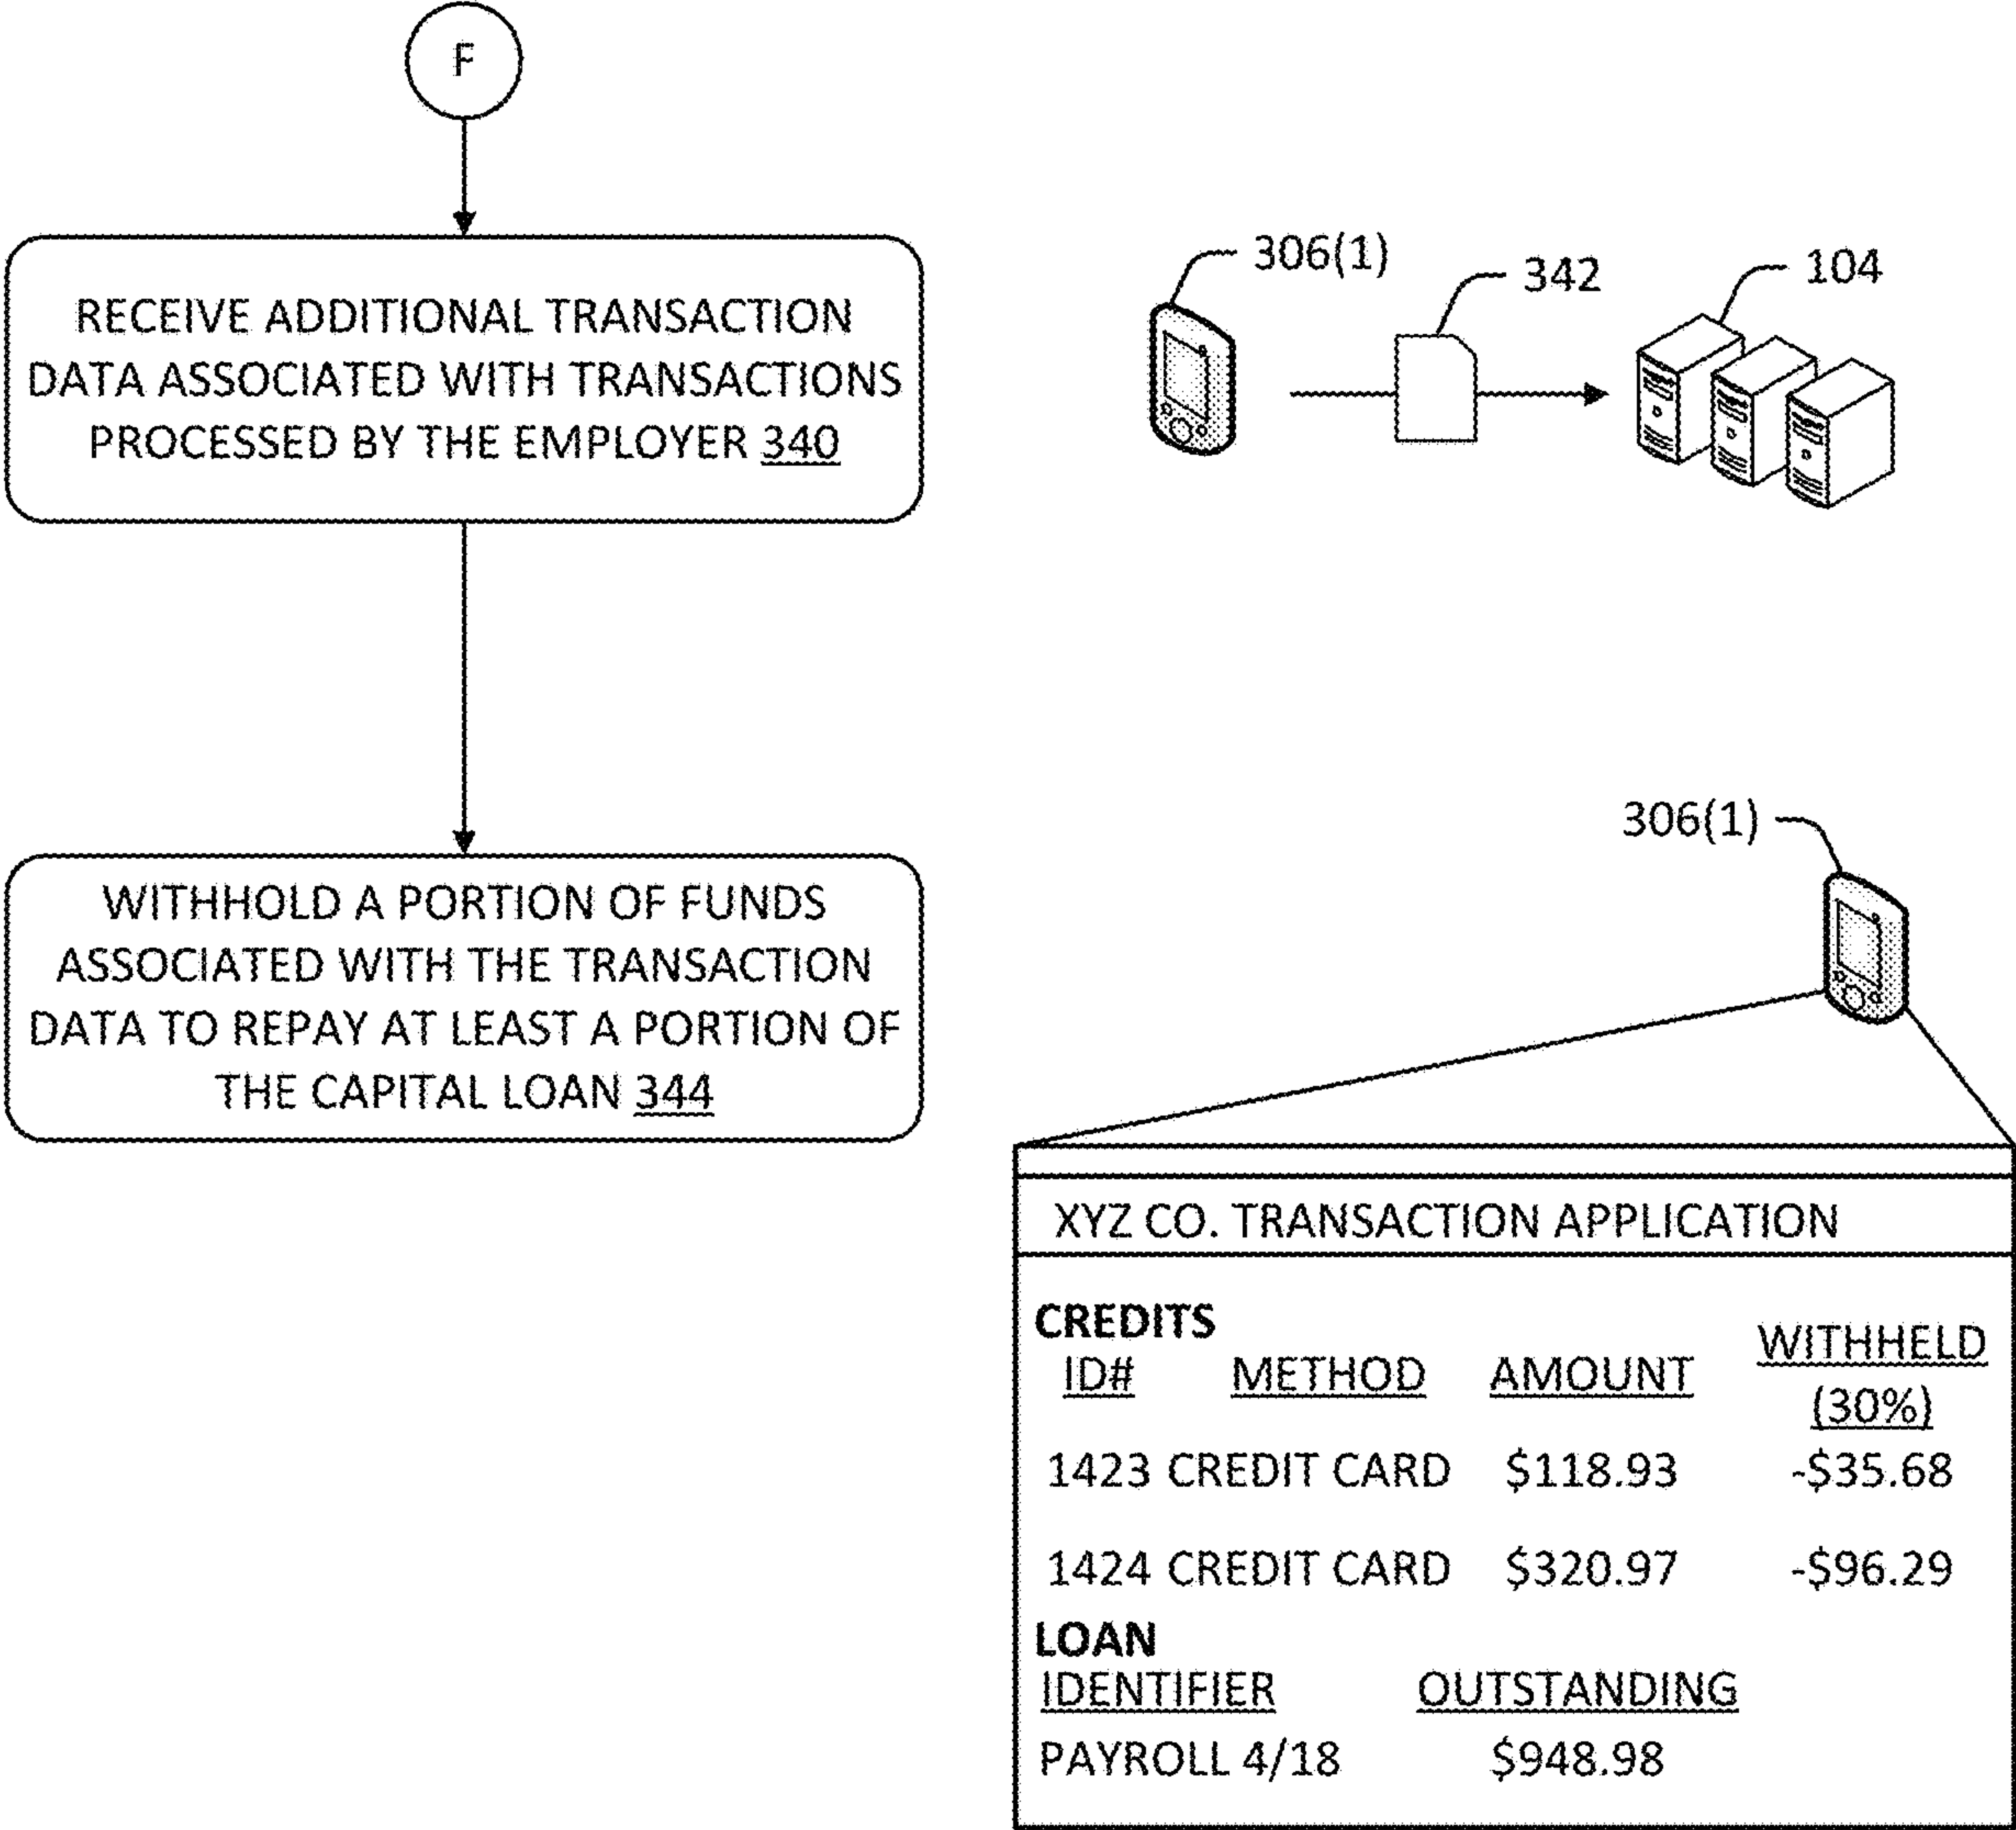 F
RECEIVE ADDITIONAL TRANSACTION
DATA ASSOCIATED WITH TRANSACTIONS
PROCESSED BY THE EMPLOYER 340
306(1)
342
104
WITHHOLD A PORTION OF FUNDS
ASSOCIATED WITH THE TRANSACTION
DATA TO REPAY AT LEAST A PORTION OF
THE CAPITAL LOAN 344
306(1)
XYZ CO. TRANSACTION APPLICATION
CREDITS
ID# METHOD AMOUNT WITHHELD
(30%)
1423 CREDIT CARD $118.93 -$35.68
1424 CREDIT CARD $320.97 -$96.29
LOAN
IDENTIFIER OUTSTANDING
PAYROLL 4/18 $948.98